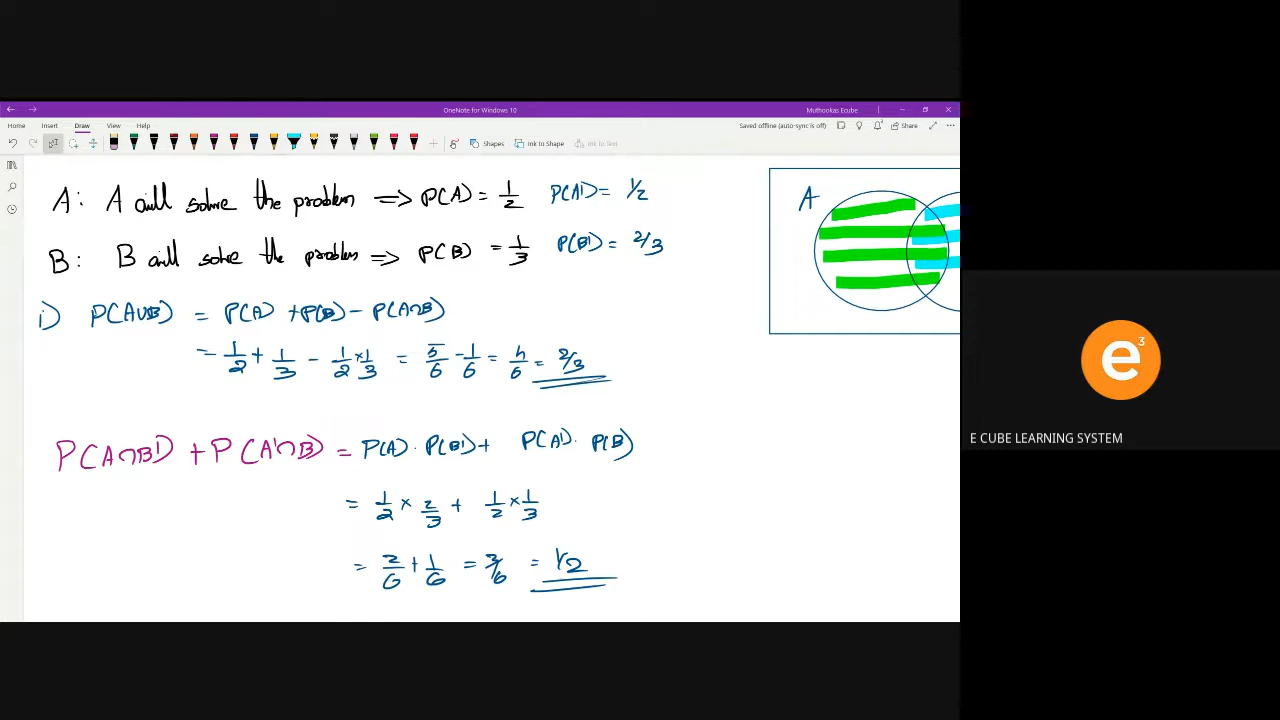 OneNote for Windows 10
Muthookas Ecube
Home Insert Draw View Help
Saved offline (auto-sync is off)
Share
Shapes
Ink to Shape
Ink to Text
A: A will solve the problem ⟹ P(A) = 1/2 P(A') = 1/2
B: B will solve the problem ⟹ P(B) = 1/3 P(B') = 2/3
i) P(A∪B) = P(A) + P(B) - P(A∩B)
= 1/2 + 1/3 - 1/2 × 1/3 = 5/6 - 1/6 = 4/6 = 2/3
P(A∩B') + P(A'∩B) = P(A) · P(B') + P(A') · P(B)
= 1/2 × 2/3 + 1/2 × 1/3
= 2/6 + 1/6 = 3/6 = 1/2
A
e3
E CUBE LEARNING SYSTEM